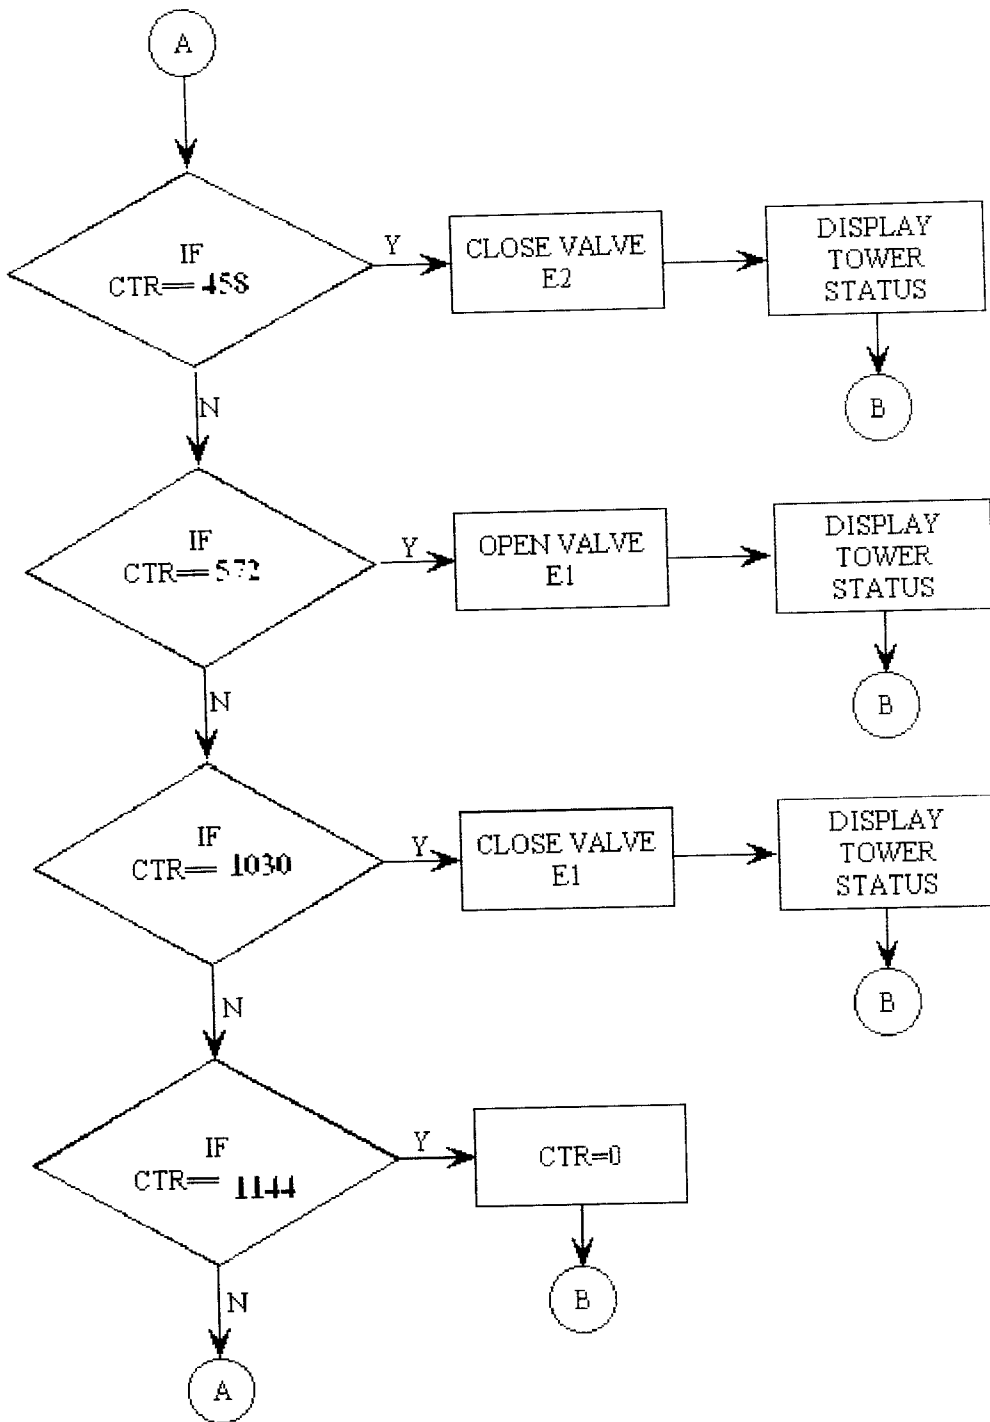 A
IF
CTR== 458
Y
CLOSE VALVE
E2
DISPLAY
TOWER
STATUS
B
N
IF
CTR== 572
Y
OPEN VALVE
E1
DISPLAY
TOWER
STATUS
B
N
IF
CTR== 1030
Y
CLOSE VALVE
E1
DISPLAY
TOWER
STATUS
B
N
IF
CTR== 1144
Y
CTR=0
B
N
A